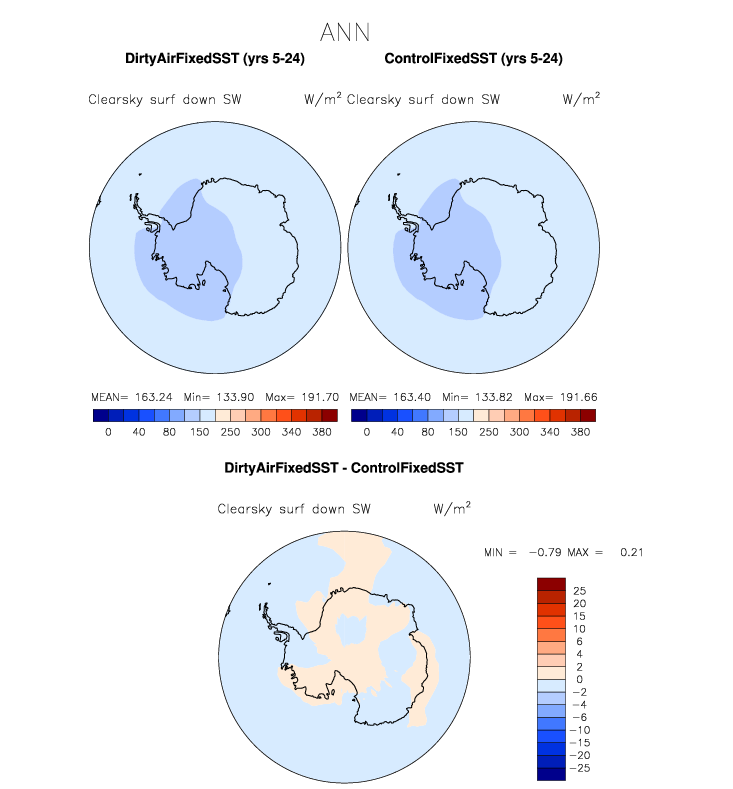 ANN
DirtyAirFixedSST (yrs 5-24) ControlFixedSST (yrs 5-24)
Clearsky surf down SW W/m² Clearsky surf down SW W/m²
MEAN= 163.24 Min= 133.90 Max= 191.70 MEAN= 163.40 Min= 133.82 Max= 191.66
0 40 80 150 250 300 340 380 0 40 80 150 250 300 340 380
DirtyAirFixedSST - ControlFixedSST
Clearsky surf down SW W/m²
MIN = −0.79 MAX = 0.21
25
20
15
10
8
6
4
2
0
−2
−4
−6
−8
−10
−15
−20
−25